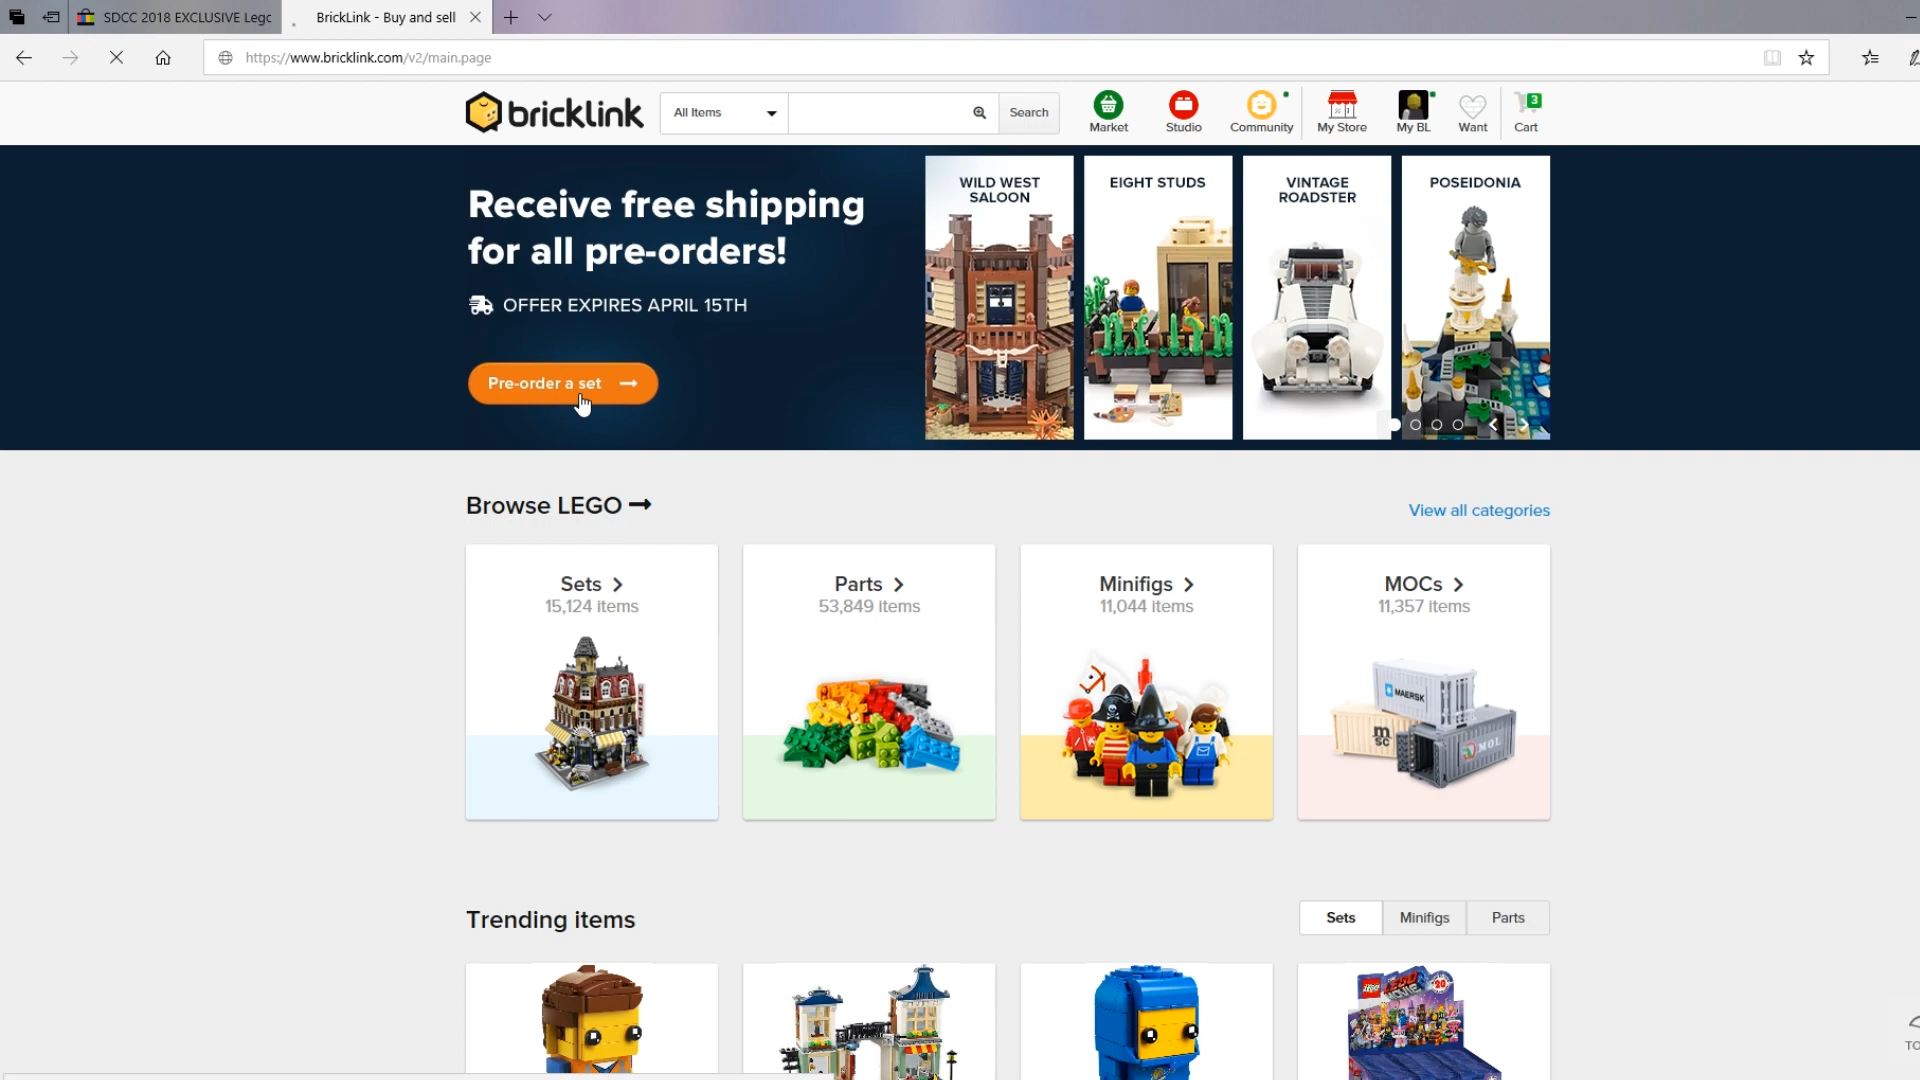 SDCC 2018 EXCLUSIVE Lego
BrickLink - Buy and sell
https://www.bricklink.com/v2/main.page
bricklink
All Items
Search
Market
Studio
Community
My Store
My BL
Want
3
Cart
Receive free shipping
for all pre-orders!
OFFER EXPIRES APRIL 15TH
Pre-order a set
WILD WEST
SALOON
EIGHT STUDS
VINTAGE
ROADSTER
POSEIDONIA
Browse LEGO
View all categories
Sets
15,124 items
Parts
53,849 items
Minifigs
11,044 items
MOCs
11,357 items
MAERSK
m
sc
MOL
Trending items
Sets
Minifigs
Parts
LEGO
20
TO